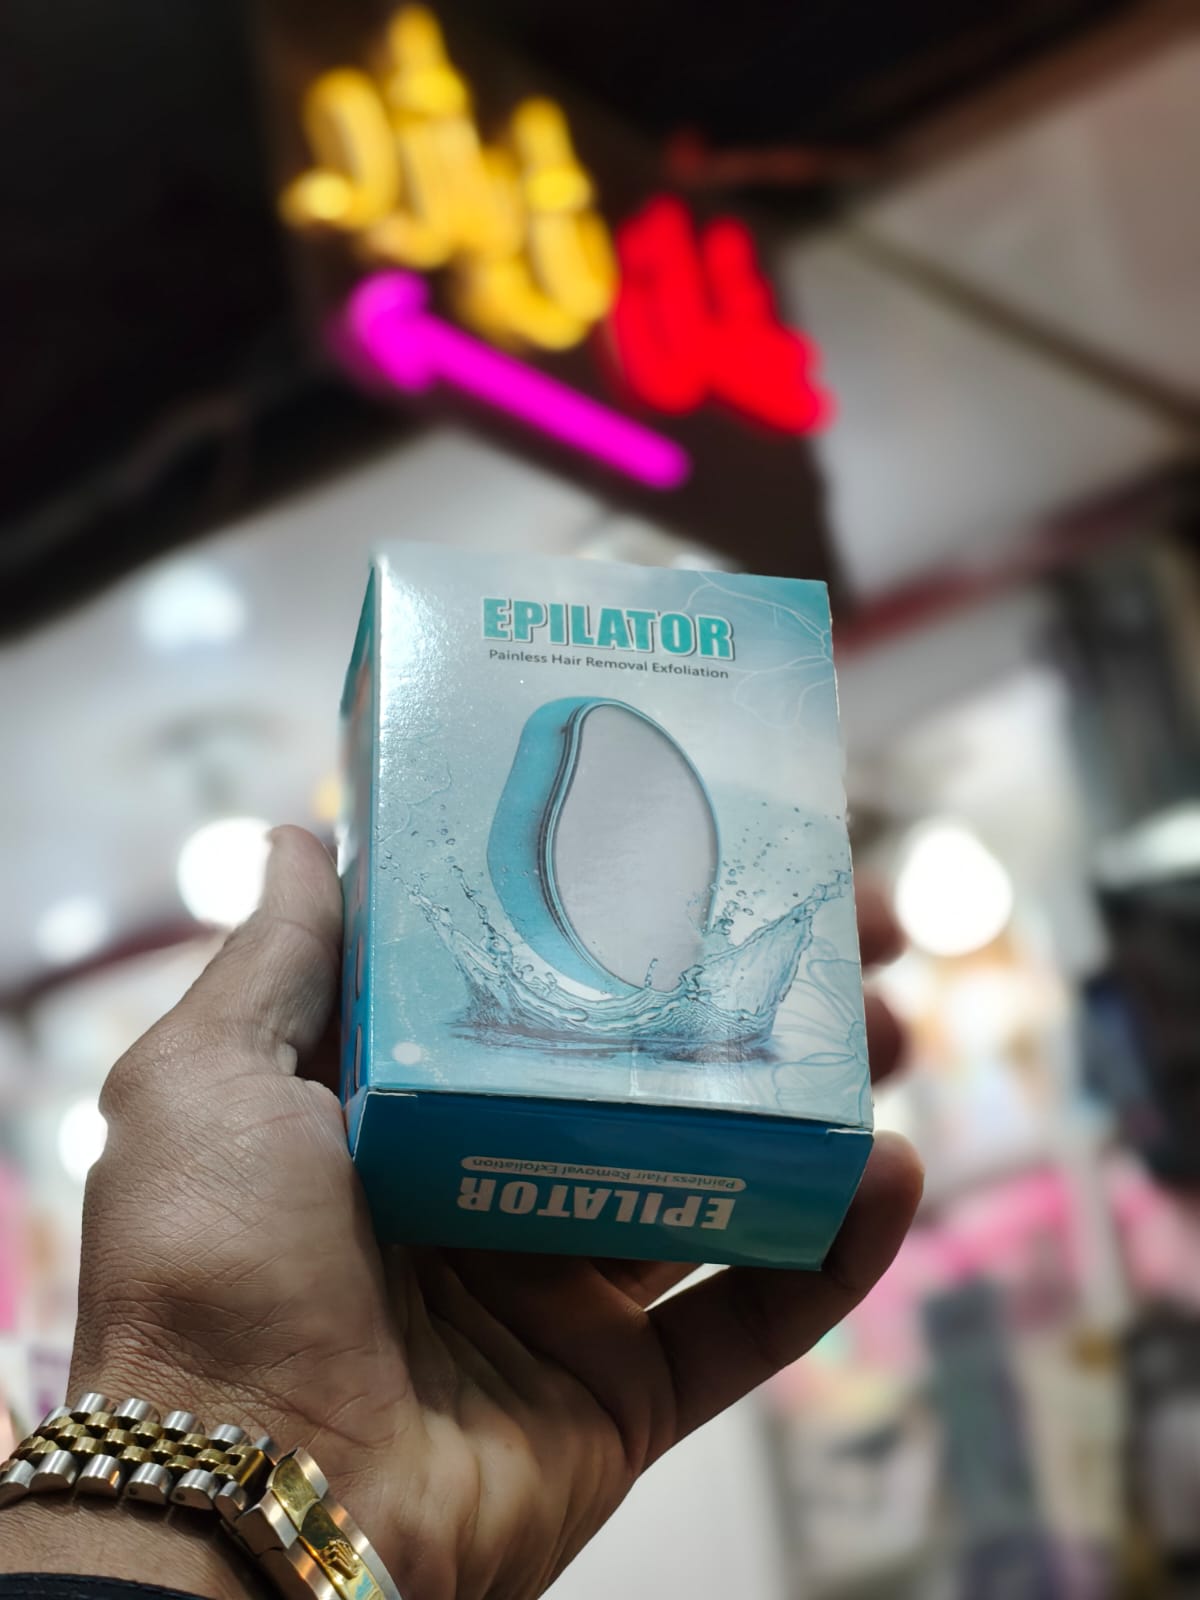 EPILATOR
Painless Hair Removal Exfoliation
EPILATOR
Painless Hair Removal Exfoliation